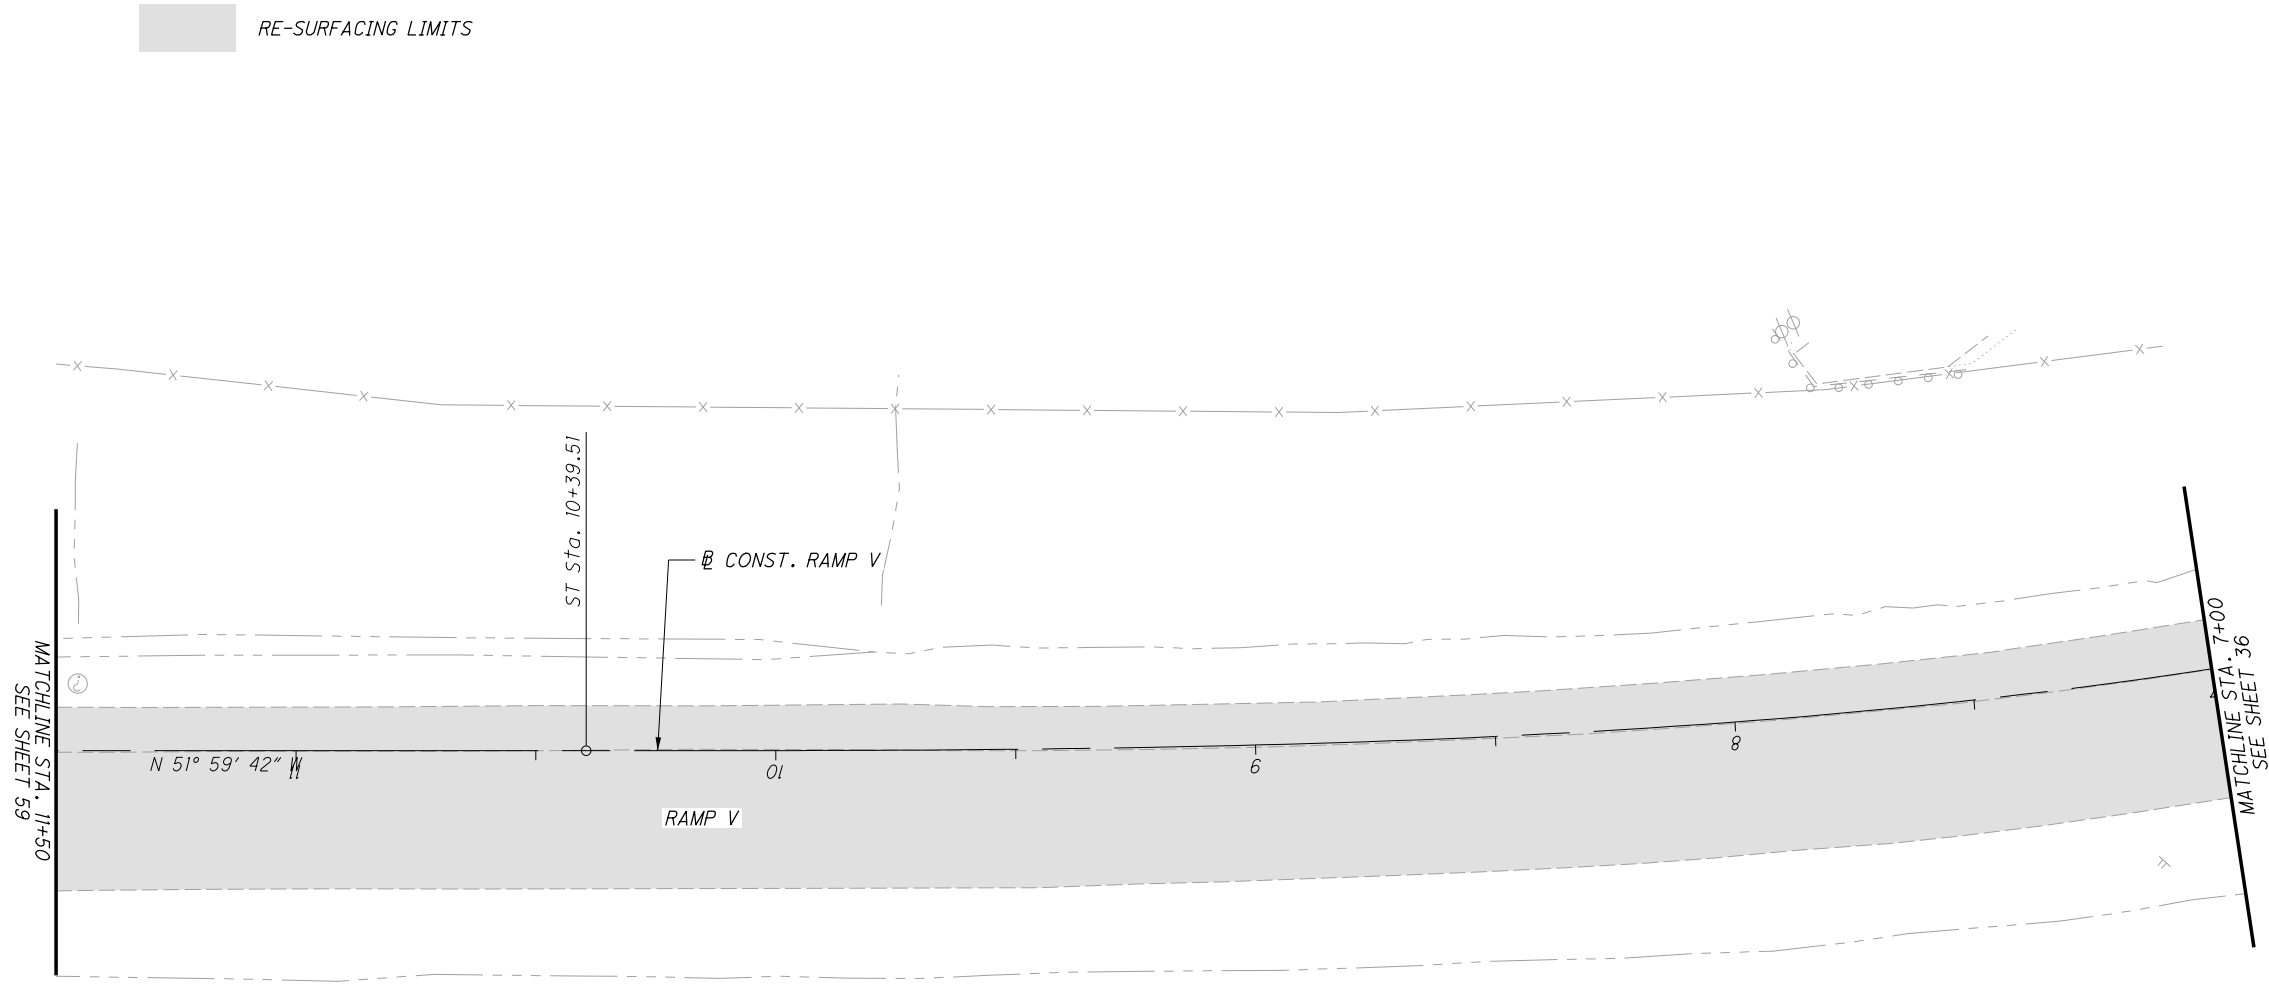 RE-SURFACING LIMITS
ST Sta. 10+39.51
BL CONST. RAMP V
MATCHLINE STA. 11+50
SEE SHEET 59
N 51° 59' 42" W
11
10
9
8
RAMP V
MATCHLINE STA. 7+00
SEE SHEET 36